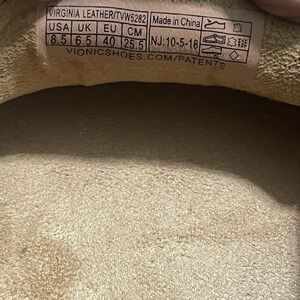 VIRGINIA LEATHER/TVW5282 Made in China
USA UK EU CM
8.5 6.5 40 25.5 NJ:10-5-18
VIONICSHOES.COM/PATENTS